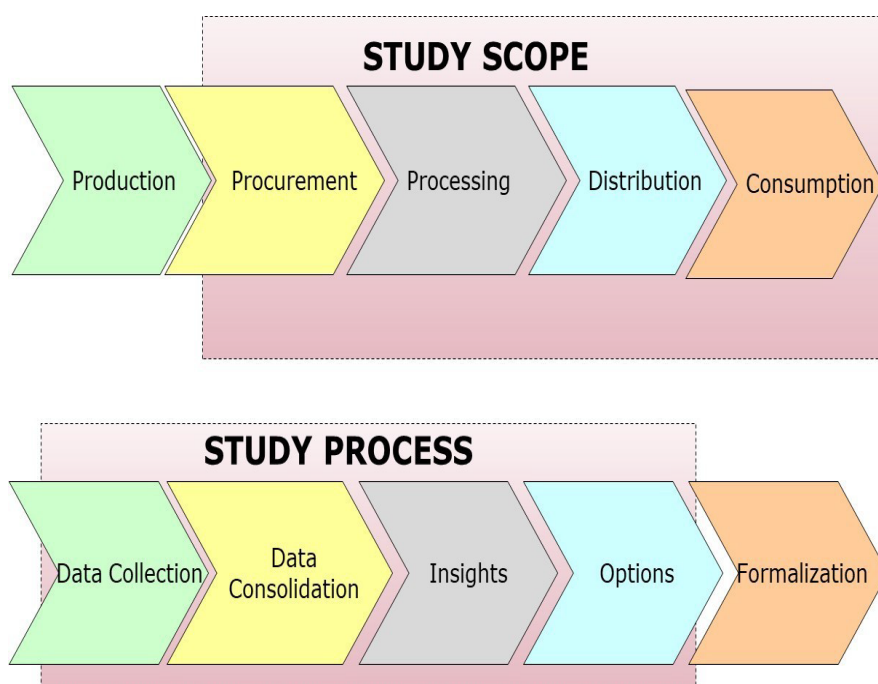 STUDY SCOPE
Production
Procurement
Processing
Distribution
Consumption
STUDY PROCESS
Data Collection
Data
Consolidation
Insights
Options
Formalization